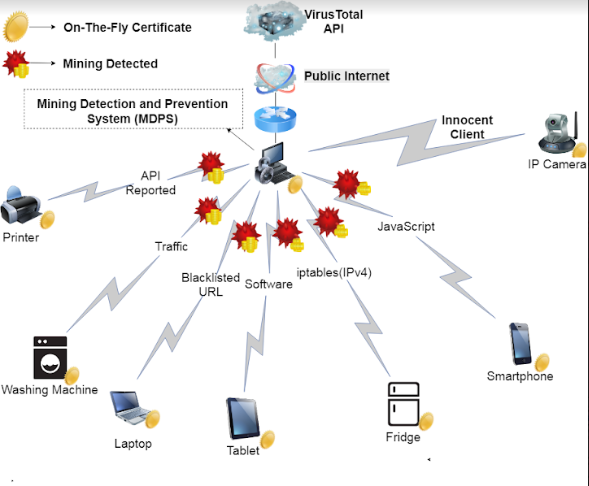 On-The-Fly Certificate
Mining Detected
VirusTotal
API
Public Internet
Mining Detection and Prevention
System (MDPS)
Innocent
Client
IP Camera
API
Reported
Printer
JavaScript
Traffic
Blacklisted
URL
Software
iptables(IPv4)
Washing Machine
Smartphone
Laptop
Tablet
Fridge